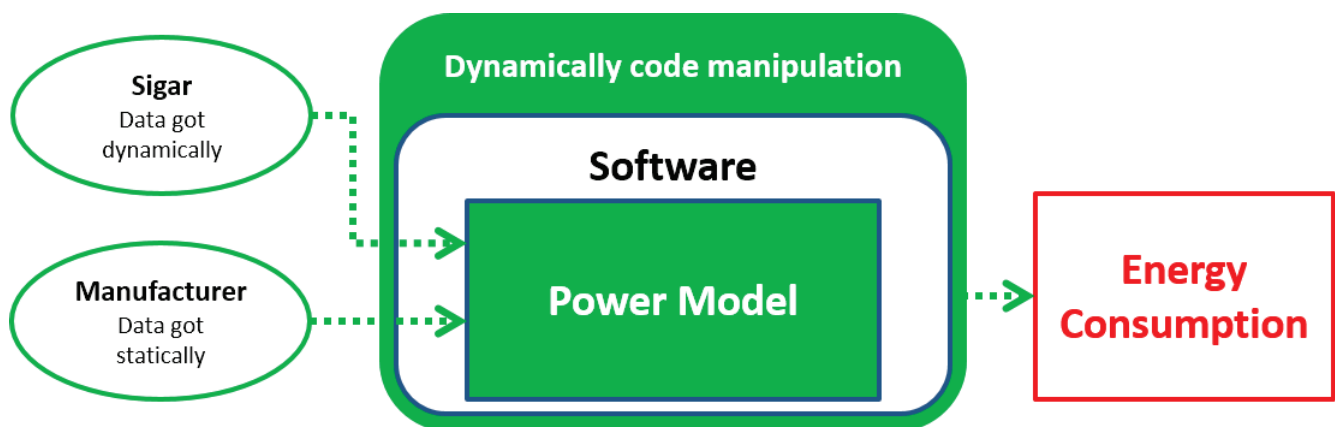 Sigar
Data got
dynamically
Manufacturer
Data got
statically
Dynamically code manipulation
Software
Power Model
Energy
Consumption